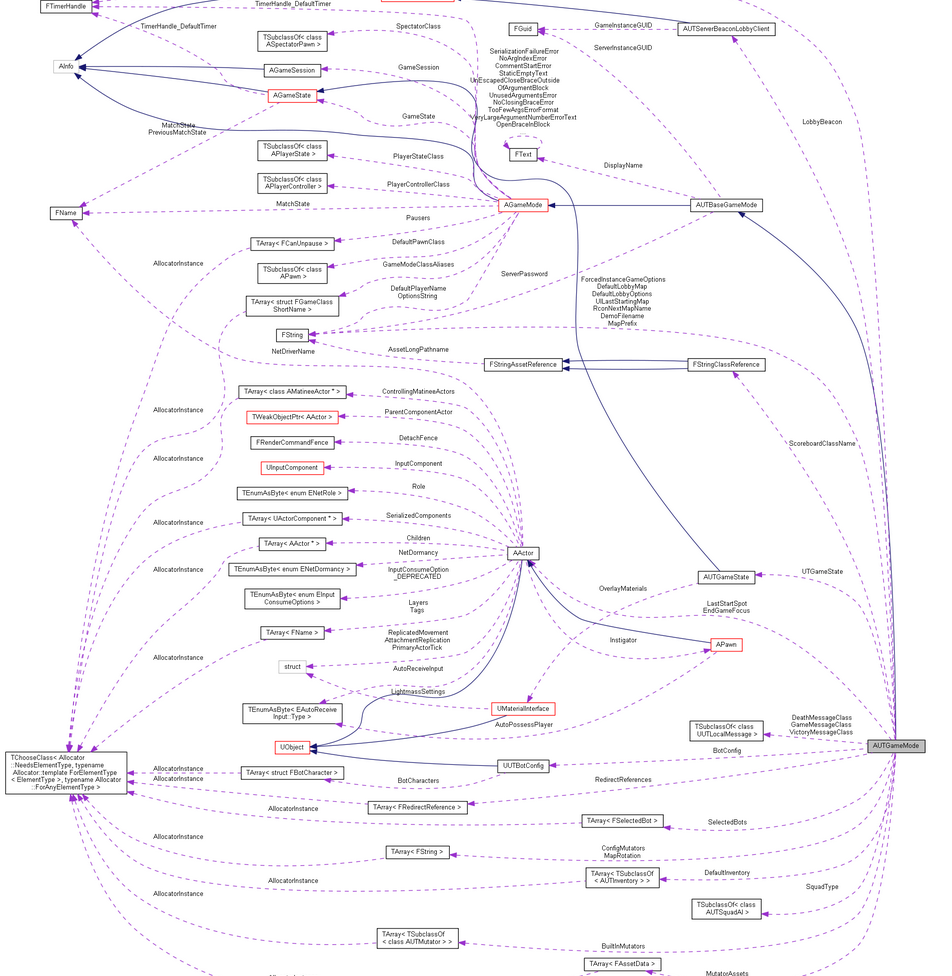 TimerHandle_DefaultTimer
FTimerHandle
TimerHandle_DefaultTimer
SpectatorClass
TSubclassOf< class
ASpectatorPawn >
FGuid
GameInstanceGUID
AUTServerBeaconLobbyClient
ServerInstanceGUID
AInfo
AGameSession
GameSession
SerializationFailureError
NoArgIndexError
CommentStartError
StaticEmptyText
UnEscapedCloseBraceOutside
OfArgumentBlock
UnusedArgumentsError
NoClosingBraceError
TooFewArgsErrorFormat
VeryLargeArgumentNumberErrorText
OpenBraceInBlock
AGameState
GameState
LobbyBeacon
MatchState
PreviousMatchState
TSubclassOf< class
APlayerState >
PlayerStateClass
FText
DisplayName
TSubclassOf< class
APlayerController >
PlayerControllerClass
FName
MatchState
AGameMode
AUTBaseGameMode
Pausers
TArray< FCanUnpause >
DefaultPawnClass
AllocatorInstance
TSubclassOf< class
APawn >
GameModeClassAliases
ServerPassword
ForcedInstanceGameOptions
DefaultLobbyMap
DefaultLobbyOptions
UILastStartingMap
RconNextMapName
DemoFilename
MapPrefix
TArray< struct FGameClass
ShortName >
DefaultPlayerName
OptionsString
FString
NetDriverName
AssetLongPathname
FStringAssetReference
FStringClassReference
TArray< class AMatineeActor * >
ControllingMatineeActors
AllocatorInstance
TWeakObjectPtr< AActor >
ParentComponentActor
FRenderCommandFence
DetachFence
ScoreboardClassName
AllocatorInstance
UInputComponent
InputComponent
TEnumAsByte< enum ENetRole >
Role
TArray< UActorComponent * >
SerializedComponents
AllocatorInstance
TArray< AActor * >
Children
NetDormancy
AActor
TEnumAsByte< enum ENetDormancy >
InputConsumeOption
_DEPRECATED
AUTGameState
UTGameState
OverlayMaterials
TEnumAsByte< enum EInput
ConsumeOptions >
Layers
Tags
LastStartSpot
EndGameFocus
TArray< FName >
ReplicatedMovement
AttachmentReplication
PrimaryActorTick
Instigator
APawn
AllocatorInstance
struct
AutoReceiveInput
LightmassSettings
TEnumAsByte< EAutoReceive
Input::Type >
UMaterialInterface
AutoPossessPlayer
TSubclassOf< class
UUTLocalMessage >
DeathMessageClass
GameMessageClass
VictoryMessageClass
UObject
AUTGameMode
BotConfig
TChooseClass< Allocator
::NeedsElementType, typename
Allocator::template ForElementType
< ElementType >, typename Allocator
::ForAnyElementType >
AllocatorInstance
TArray< struct FBotCharacter >
BotCharacters
UUTBotConfig
RedirectReferences
AllocatorInstance
TArray< FRedirectReference >
AllocatorInstance
TArray< FSelectedBot >
SelectedBots
AllocatorInstance
TArray< FString >
ConfigMutators
MapRotation
AllocatorInstance
TArray< TSubclassOf
< AUTInventory > >
DefaultInventory
AllocatorInstance
SquadType
TSubclassOf< class
AUTSquadAI >
TArray< TSubclassOf
< class AUTMutator > >
BuiltInMutators
TArray< FAssetData >
MutatorAssets